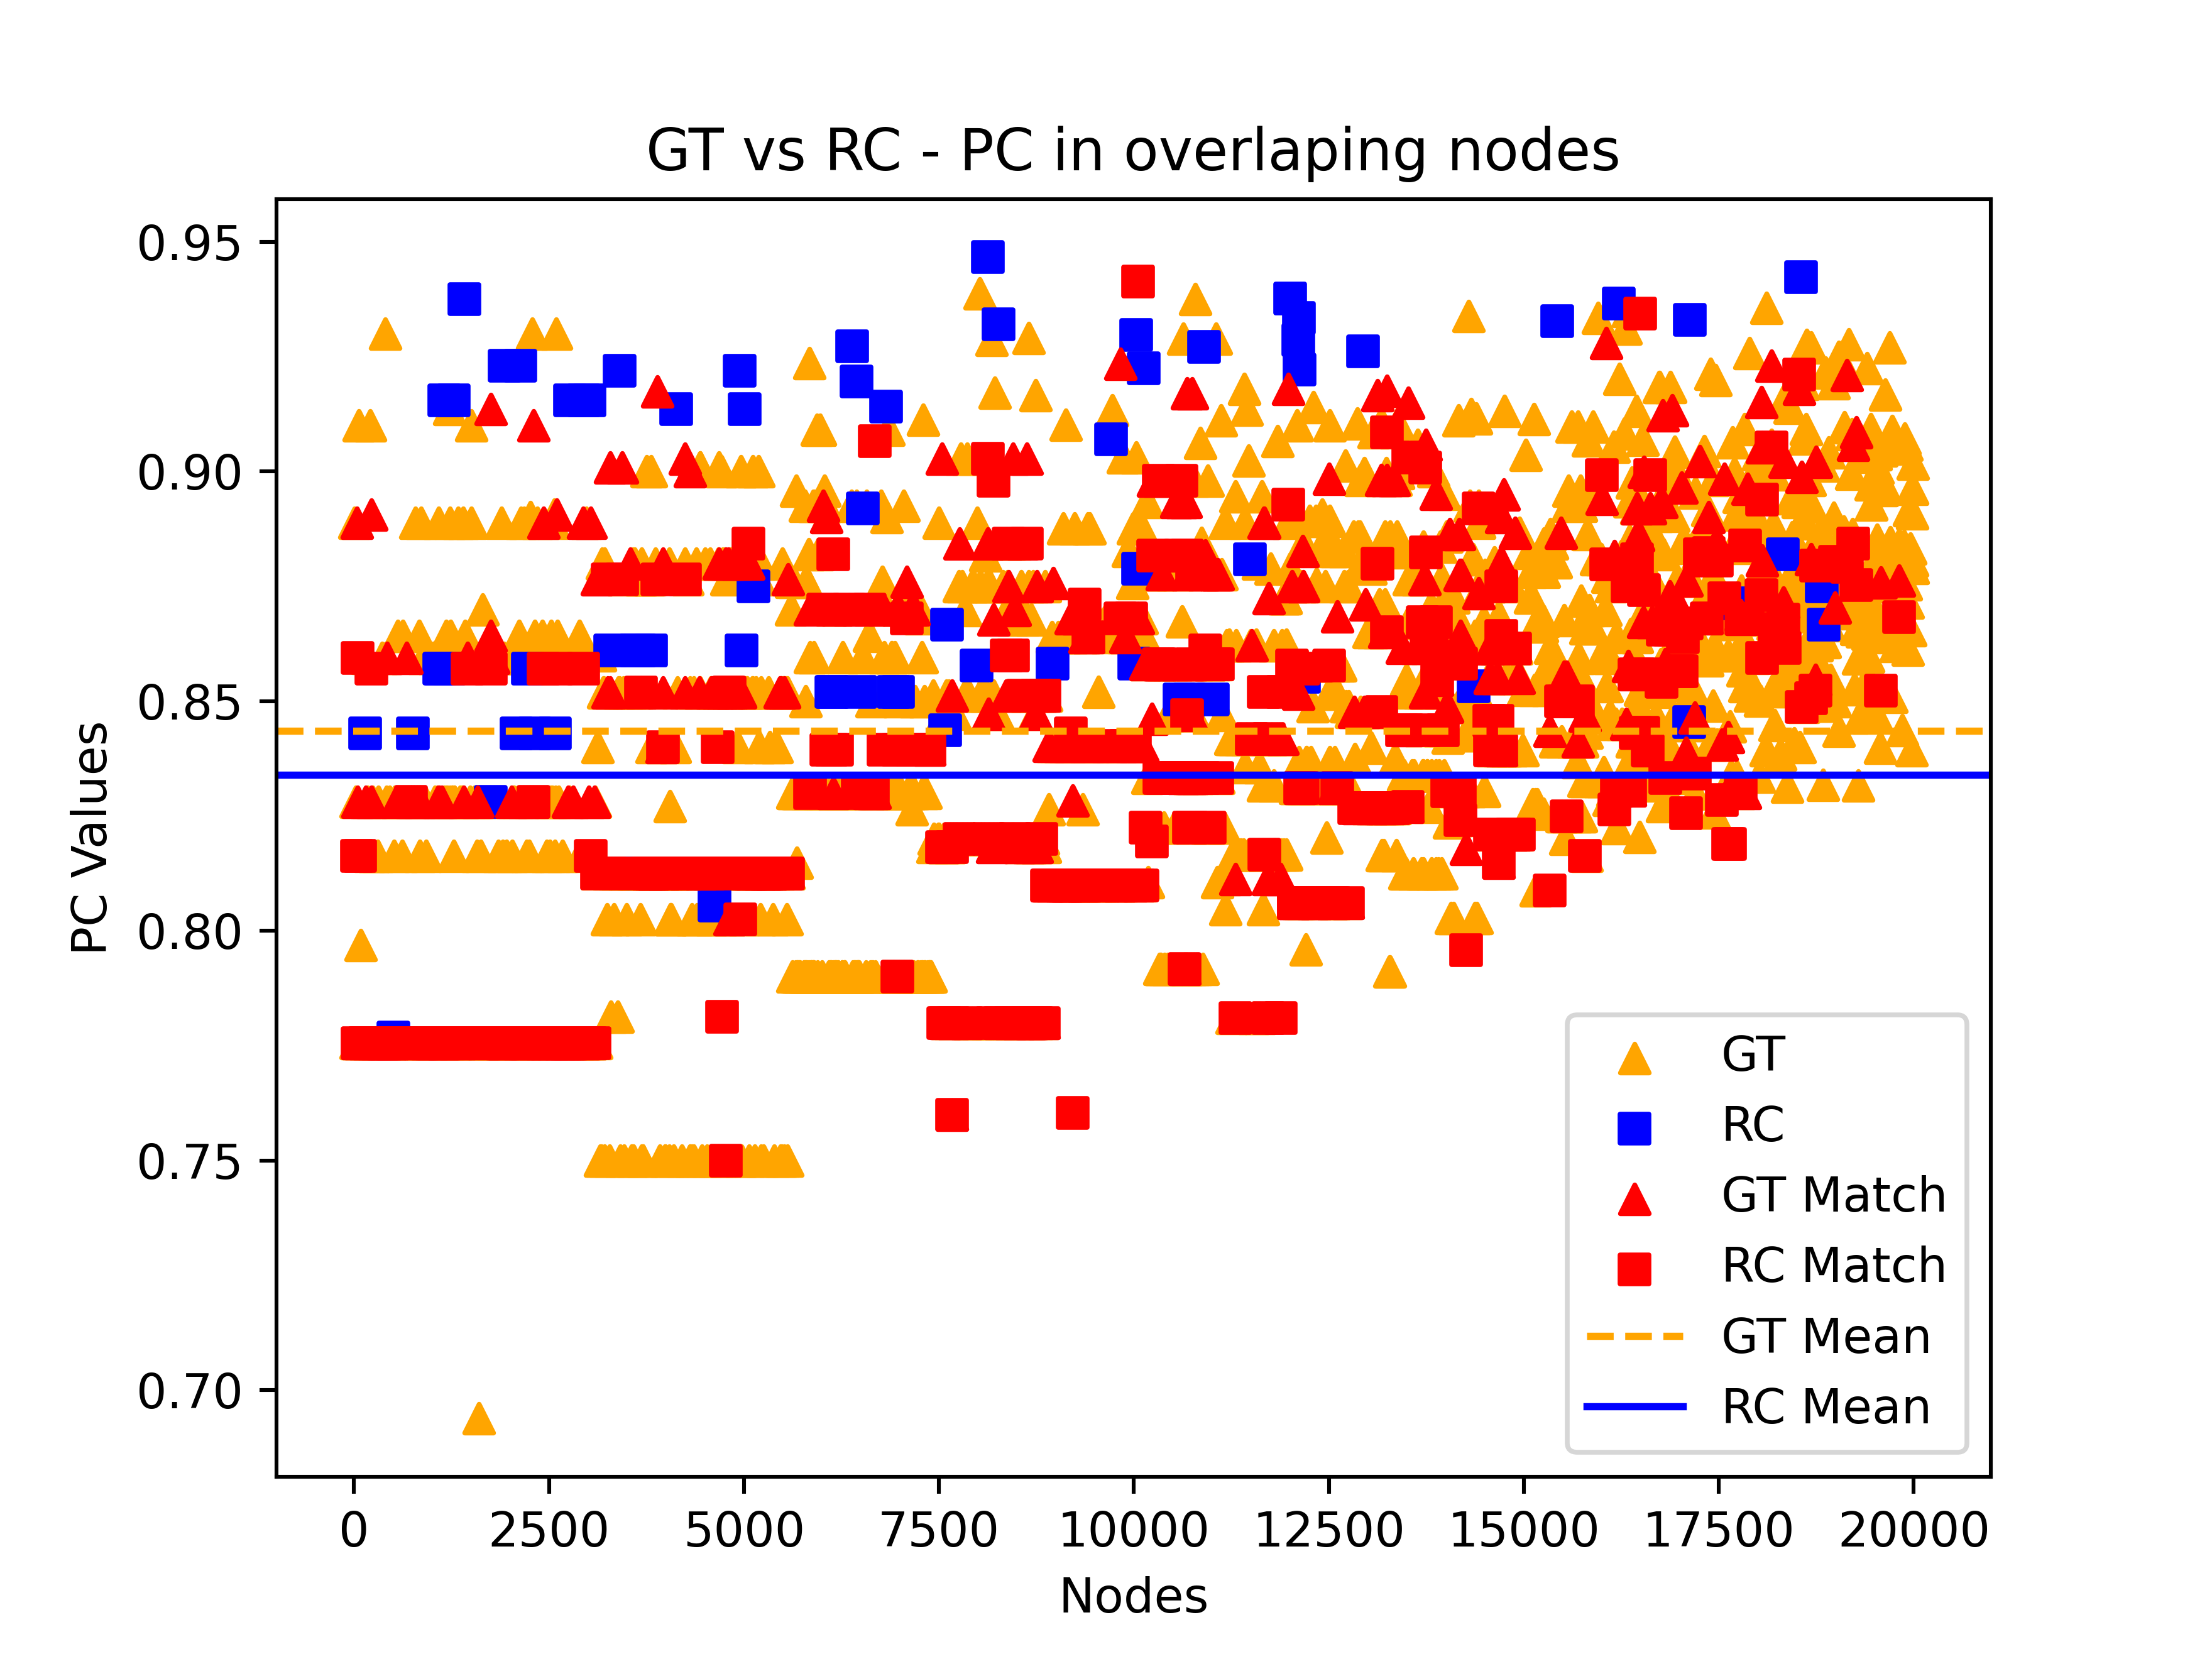 GT vs RC - PC in overlaping nodes
PC Values
0.95
0.90
0.85
0.80
0.75
0.70
GT
RC
GT Match
RC Match
GT Mean
RC Mean
0 2500 5000 7500 10000 12500 15000 17500 20000
Nodes